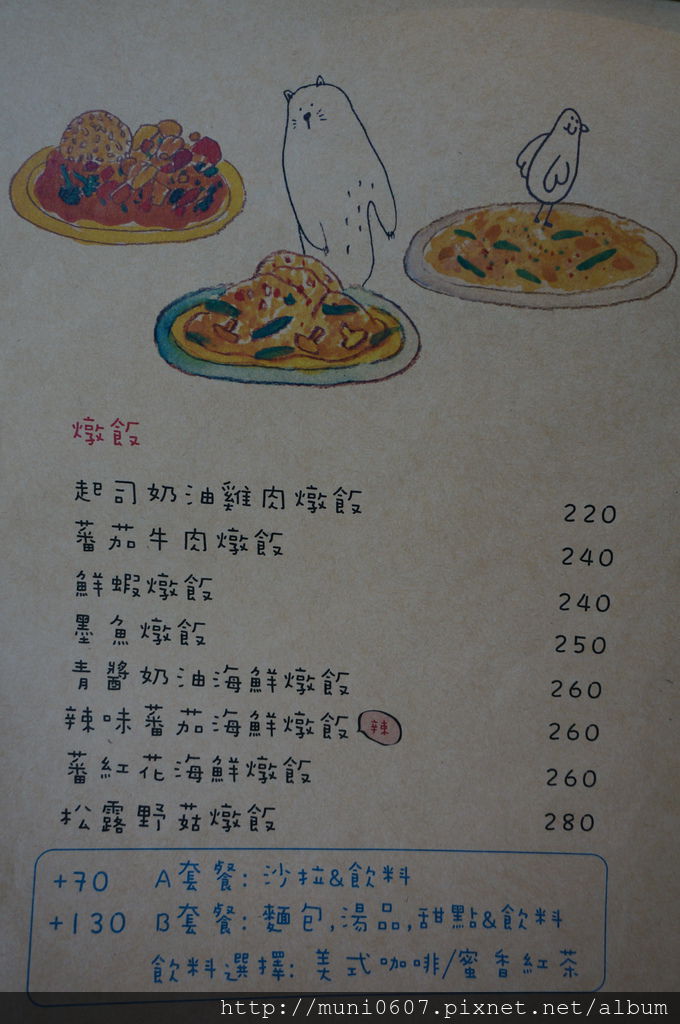 燉飯
起司奶油雞肉燉飯 220
蕃茄牛肉燉飯 240
鮮蝦燉飯 240
墨魚燉飯 250
青醬奶油海鮮燉飯 260
辣味蕃茄海鮮燉飯 辣 260
蕃紅花海鮮燉飯 260
松露野菇燉飯 280
+70 A套餐: 沙拉&飲料
+130 B套餐: 麵包,湯品,甜點&飲料
飲料選擇: 美式咖啡/蜜香紅茶
http://muni0607.pixnet.net/album